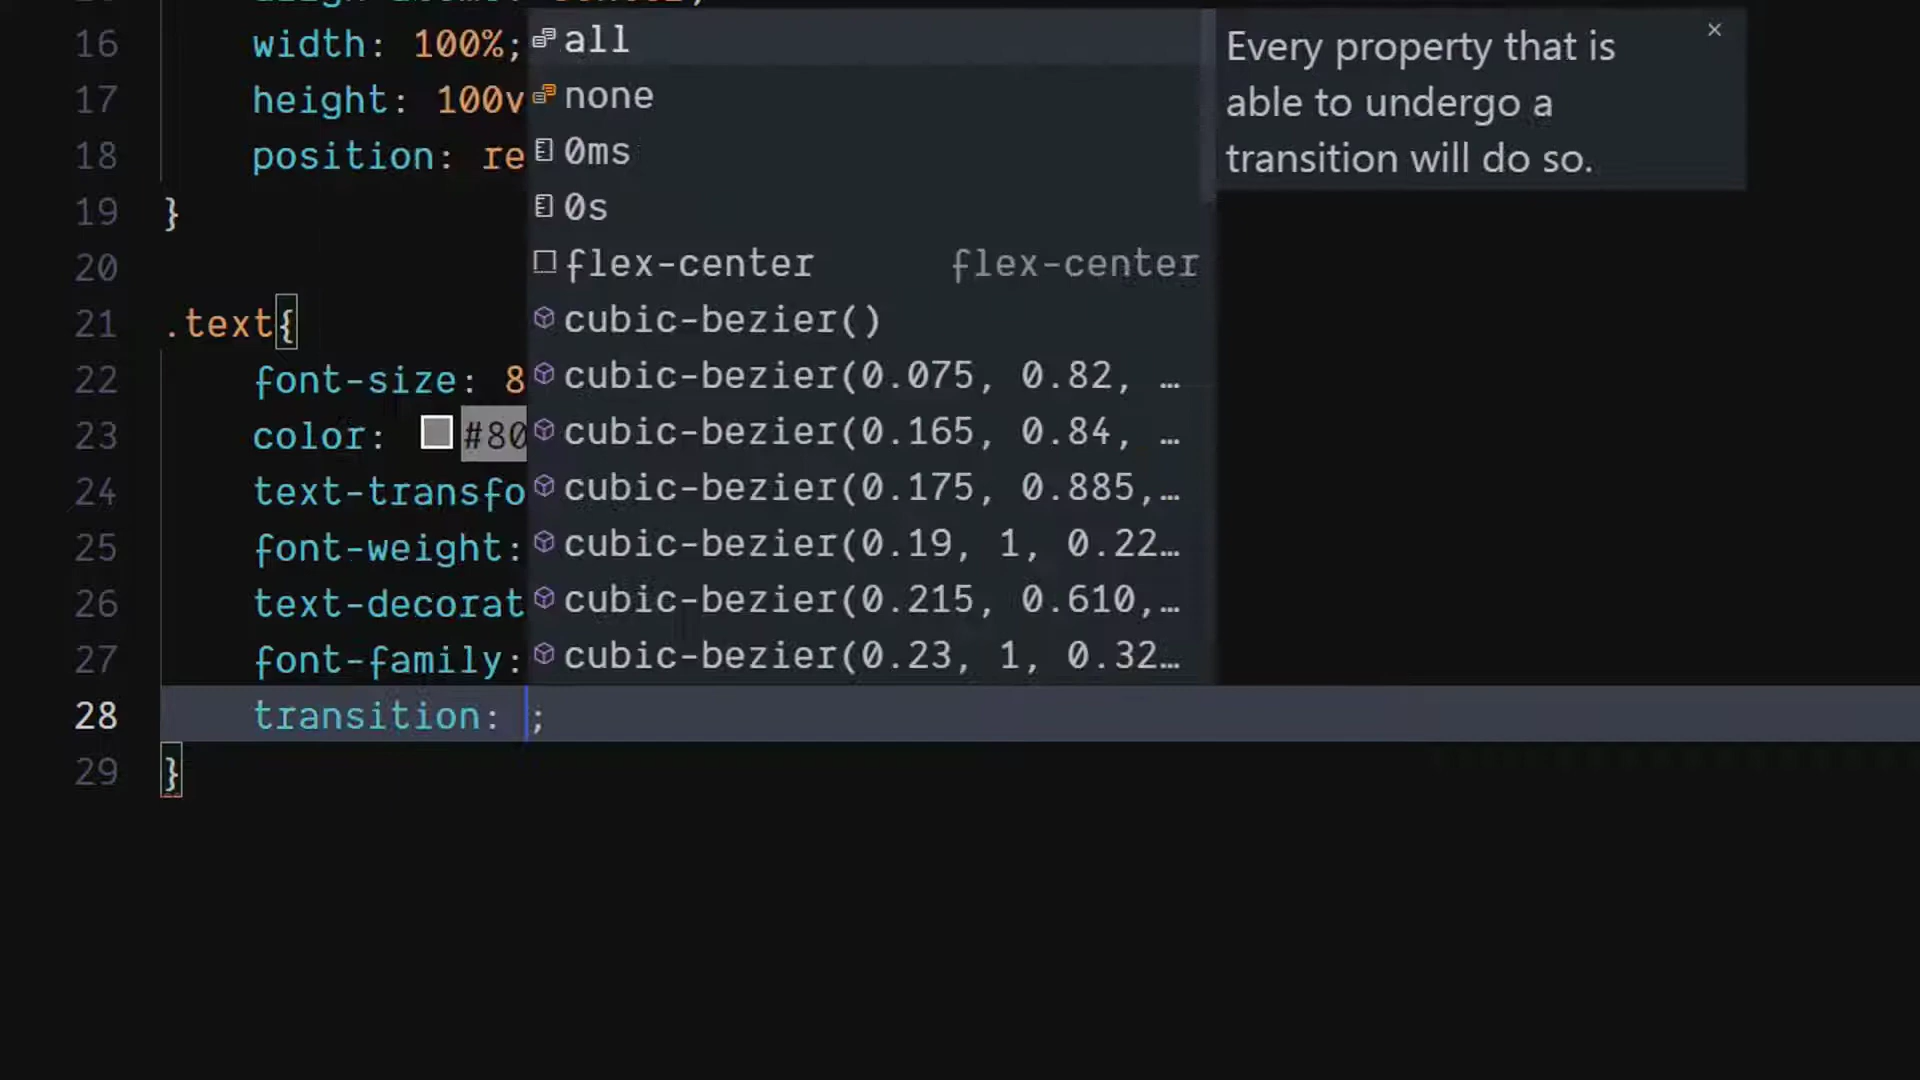 16 width: 100%;
17 height: 100v
18 position: re
19 }
20
21 .text{
22 font-size: 8
23 color: #80
24 text-transfo
25 font-weight:
26 text-decorat
27 font-family:
28 transition: ;
29 }
all
none
0ms
0s
flex-center flex-center
cubic-bezier()
cubic-bezier(0.075, 0.82, …
cubic-bezier(0.165, 0.84, …
cubic-bezier(0.175, 0.885,…
cubic-bezier(0.19, 1, 0.22…
cubic-bezier(0.215, 0.610,…
cubic-bezier(0.23, 1, 0.32…
Every property that is
able to undergo a
transition will do so.